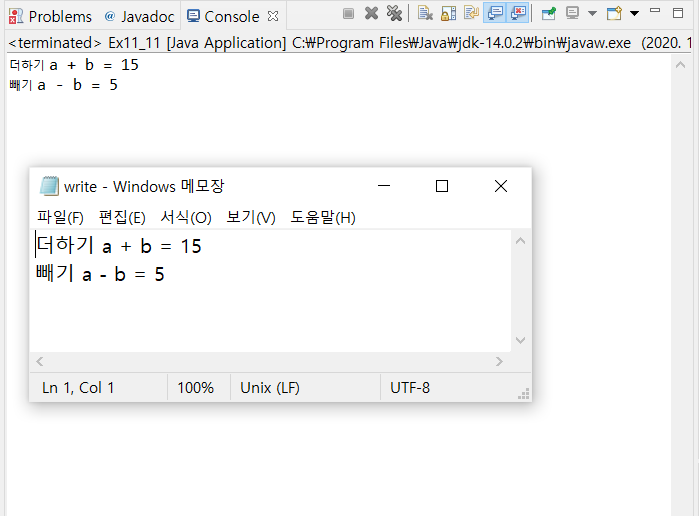 Problems @ Javadoc Console
<terminated> Ex11_11 [Java Application] C:₩Program Files₩Java₩jdk-14.0.2₩bin₩javaw.exe (2020. 1
더하기 a + b = 15
빼기 a - b = 5
write - Windows 메모장
파일(F) 편집(E) 서식(O) 보기(V) 도움말(H)
더하기 a + b = 15
빼기 a - b = 5
Ln 1, Col 1 100% Unix (LF) UTF-8